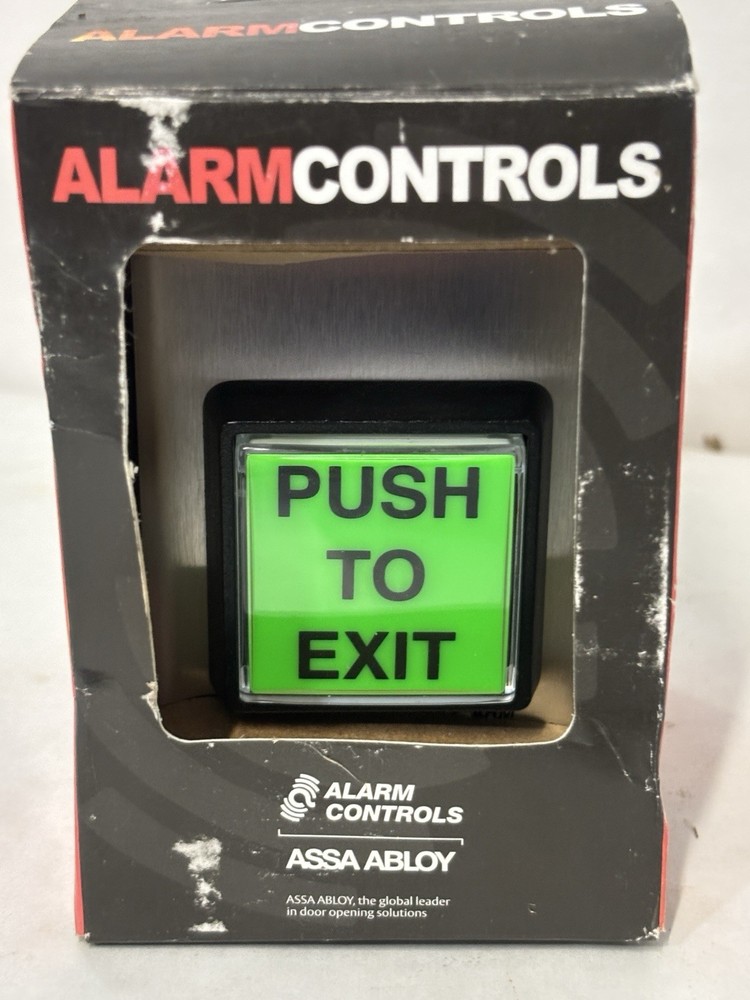 ALARMCONTROLS
ALARMCONTROLS
PUSH
TO
EXIT
ALARM
CONTROLS
ASSA ABLOY
ASSA ABLOY, the global leader
in door opening solutions